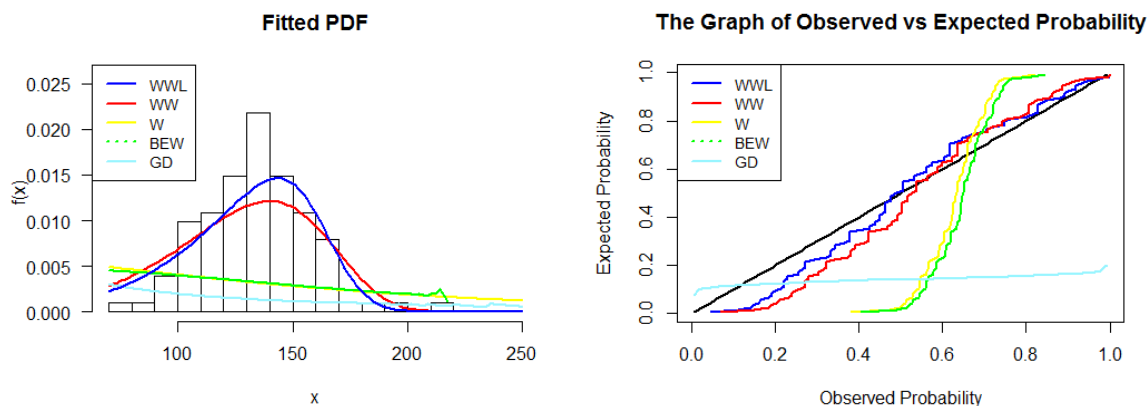 Fitted PDF
WWL
WW
W
BEW
GD
0.025
0.020
0.015
0.010
0.005
0.000
f(x)
100
150
200
250
x
The Graph of Observed vs Expected Probability
WWL
WW
W
BEW
GD
1.0
0.8
0.6
0.4
0.2
0.0
Expected Probability
0.0
0.2
0.4
0.6
0.8
1.0
Observed Probability